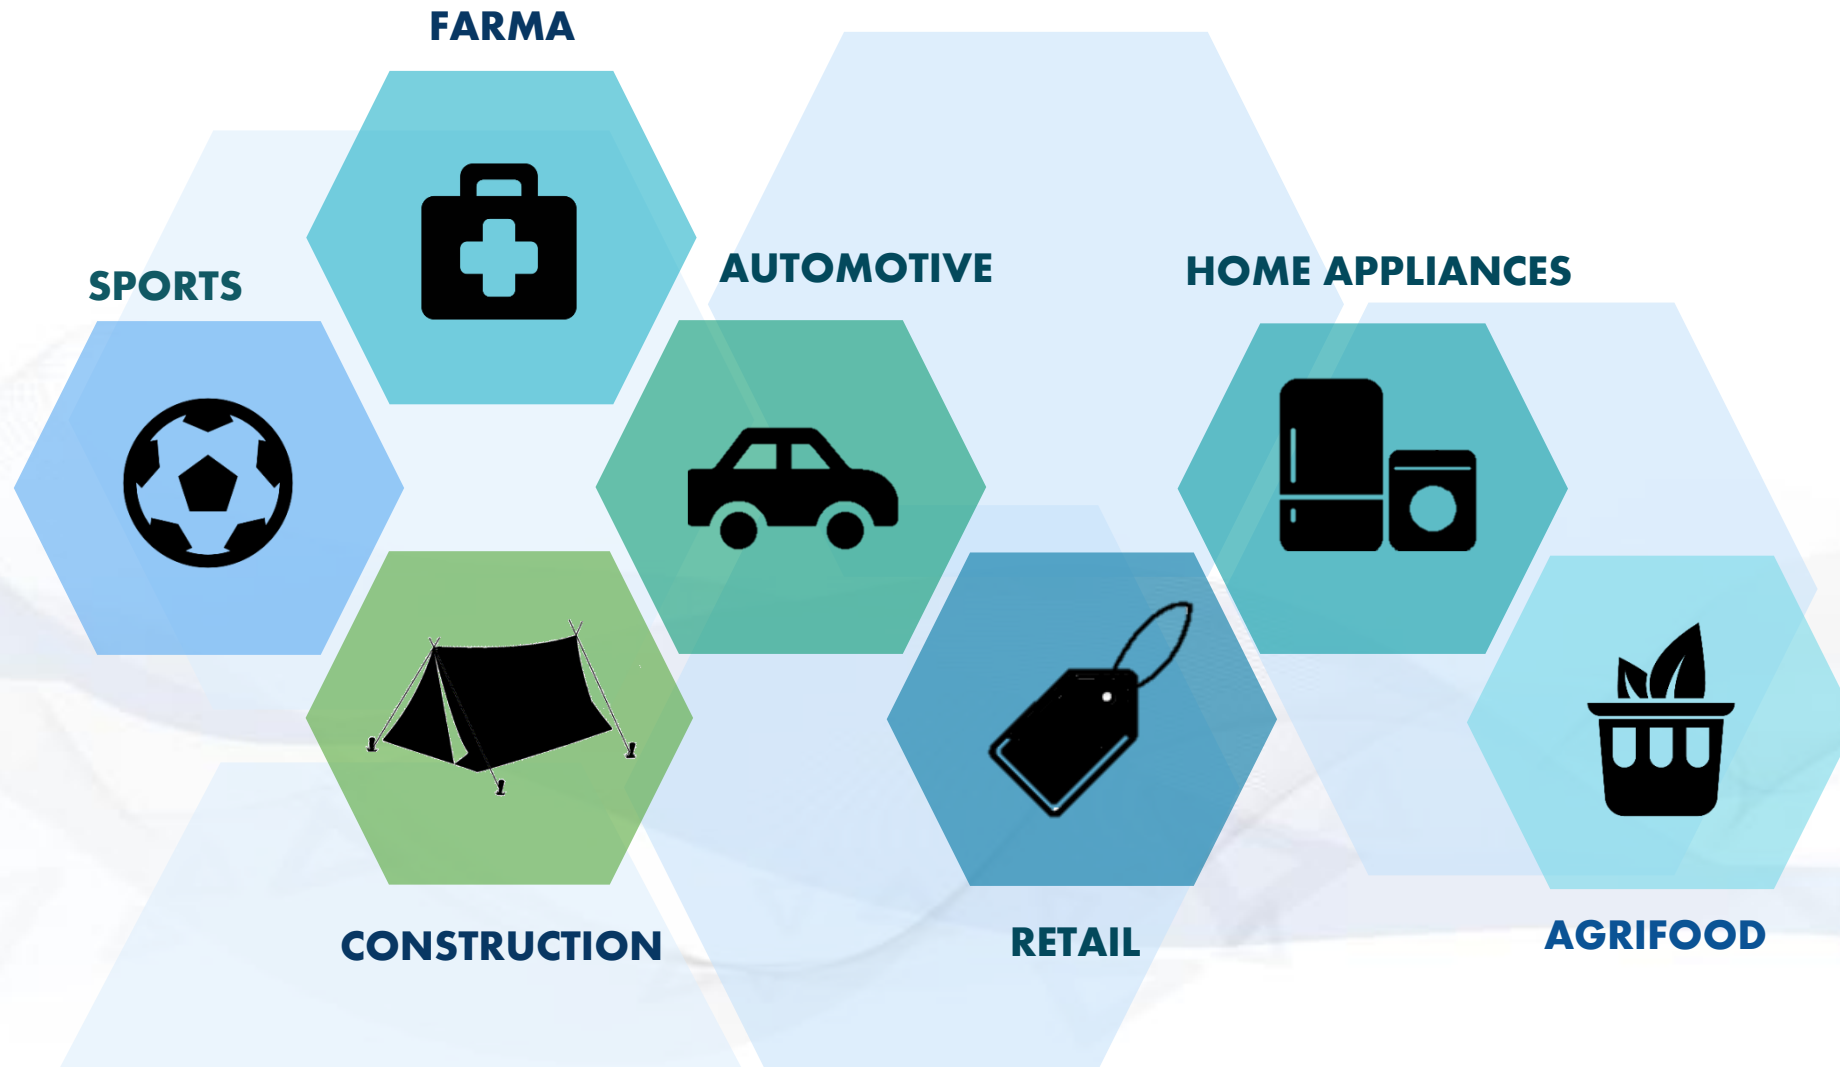 FARMA
SPORTS
AUTOMOTIVE
HOME APPLIANCES
CONSTRUCTION
RETAIL
AGRIFOOD